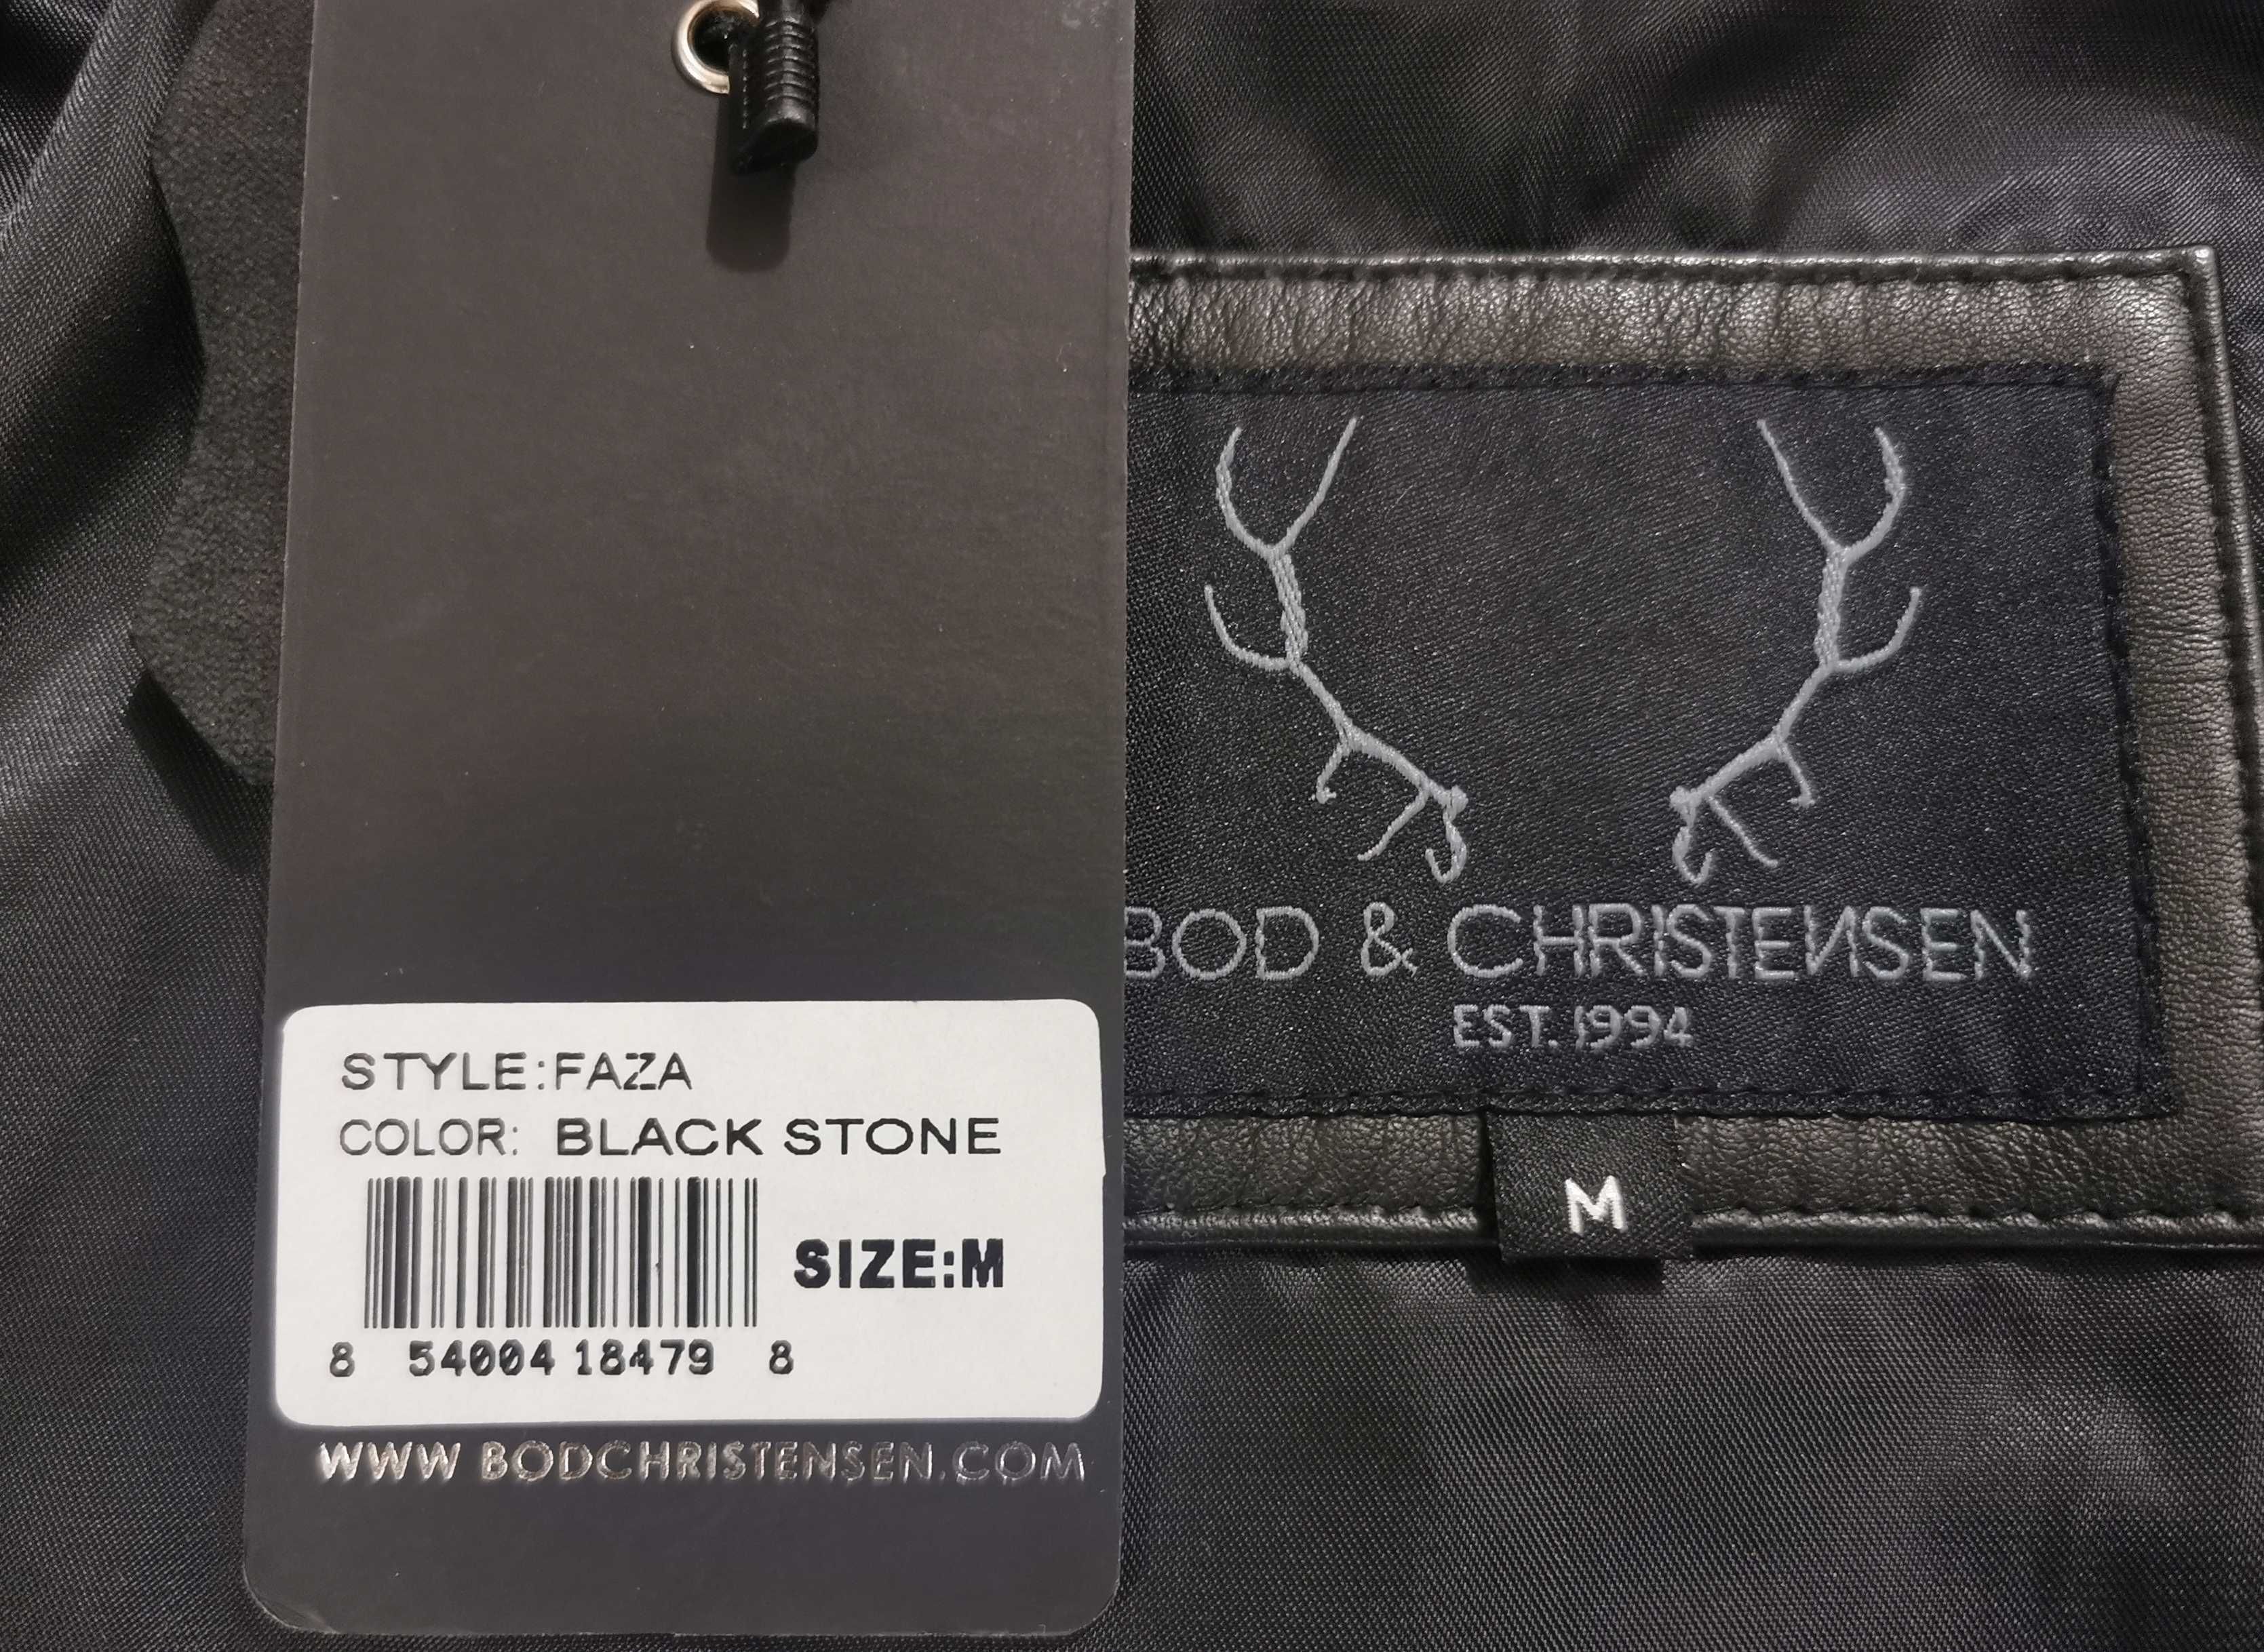 STYLE:FAZA
COLOR: BLACK STONE
SIZE:M
8 54004 18479 8
WWW BODCHRISTENSEN.COM
BOD & CHRISTENSEN
EST. 1994
M